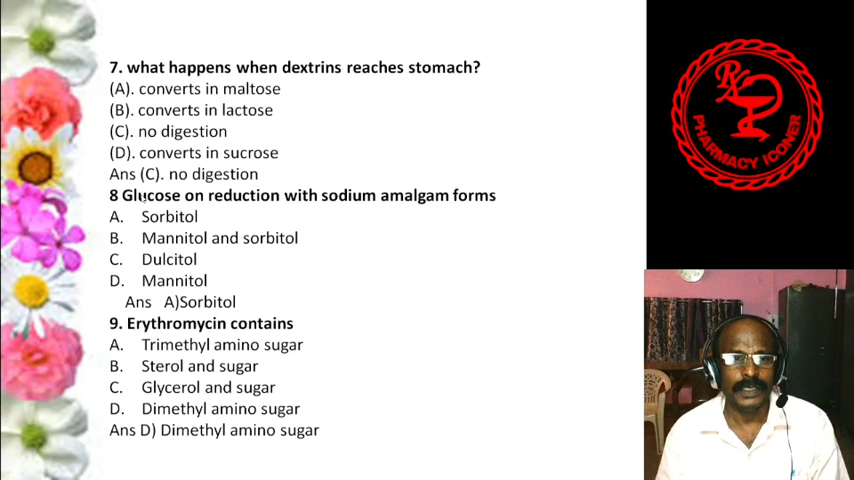 7. what happens when dextrins reaches stomach?
(A). converts in maltose
(B). converts in lactose
(C). no digestion
(D). converts in sucrose
Ans (C). no digestion
8 Glucose on reduction with sodium amalgam forms
A. Sorbitol
B. Mannitol and sorbitol
C. Dulcitol
D. Mannitol
Ans A)Sorbitol
9. Erythromycin contains
A. Trimethyl amino sugar
B. Sterol and sugar
C. Glycerol and sugar
D. Dimethyl amino sugar
Ans D) Dimethyl amino sugar
Rx
PHARMACY ICONER